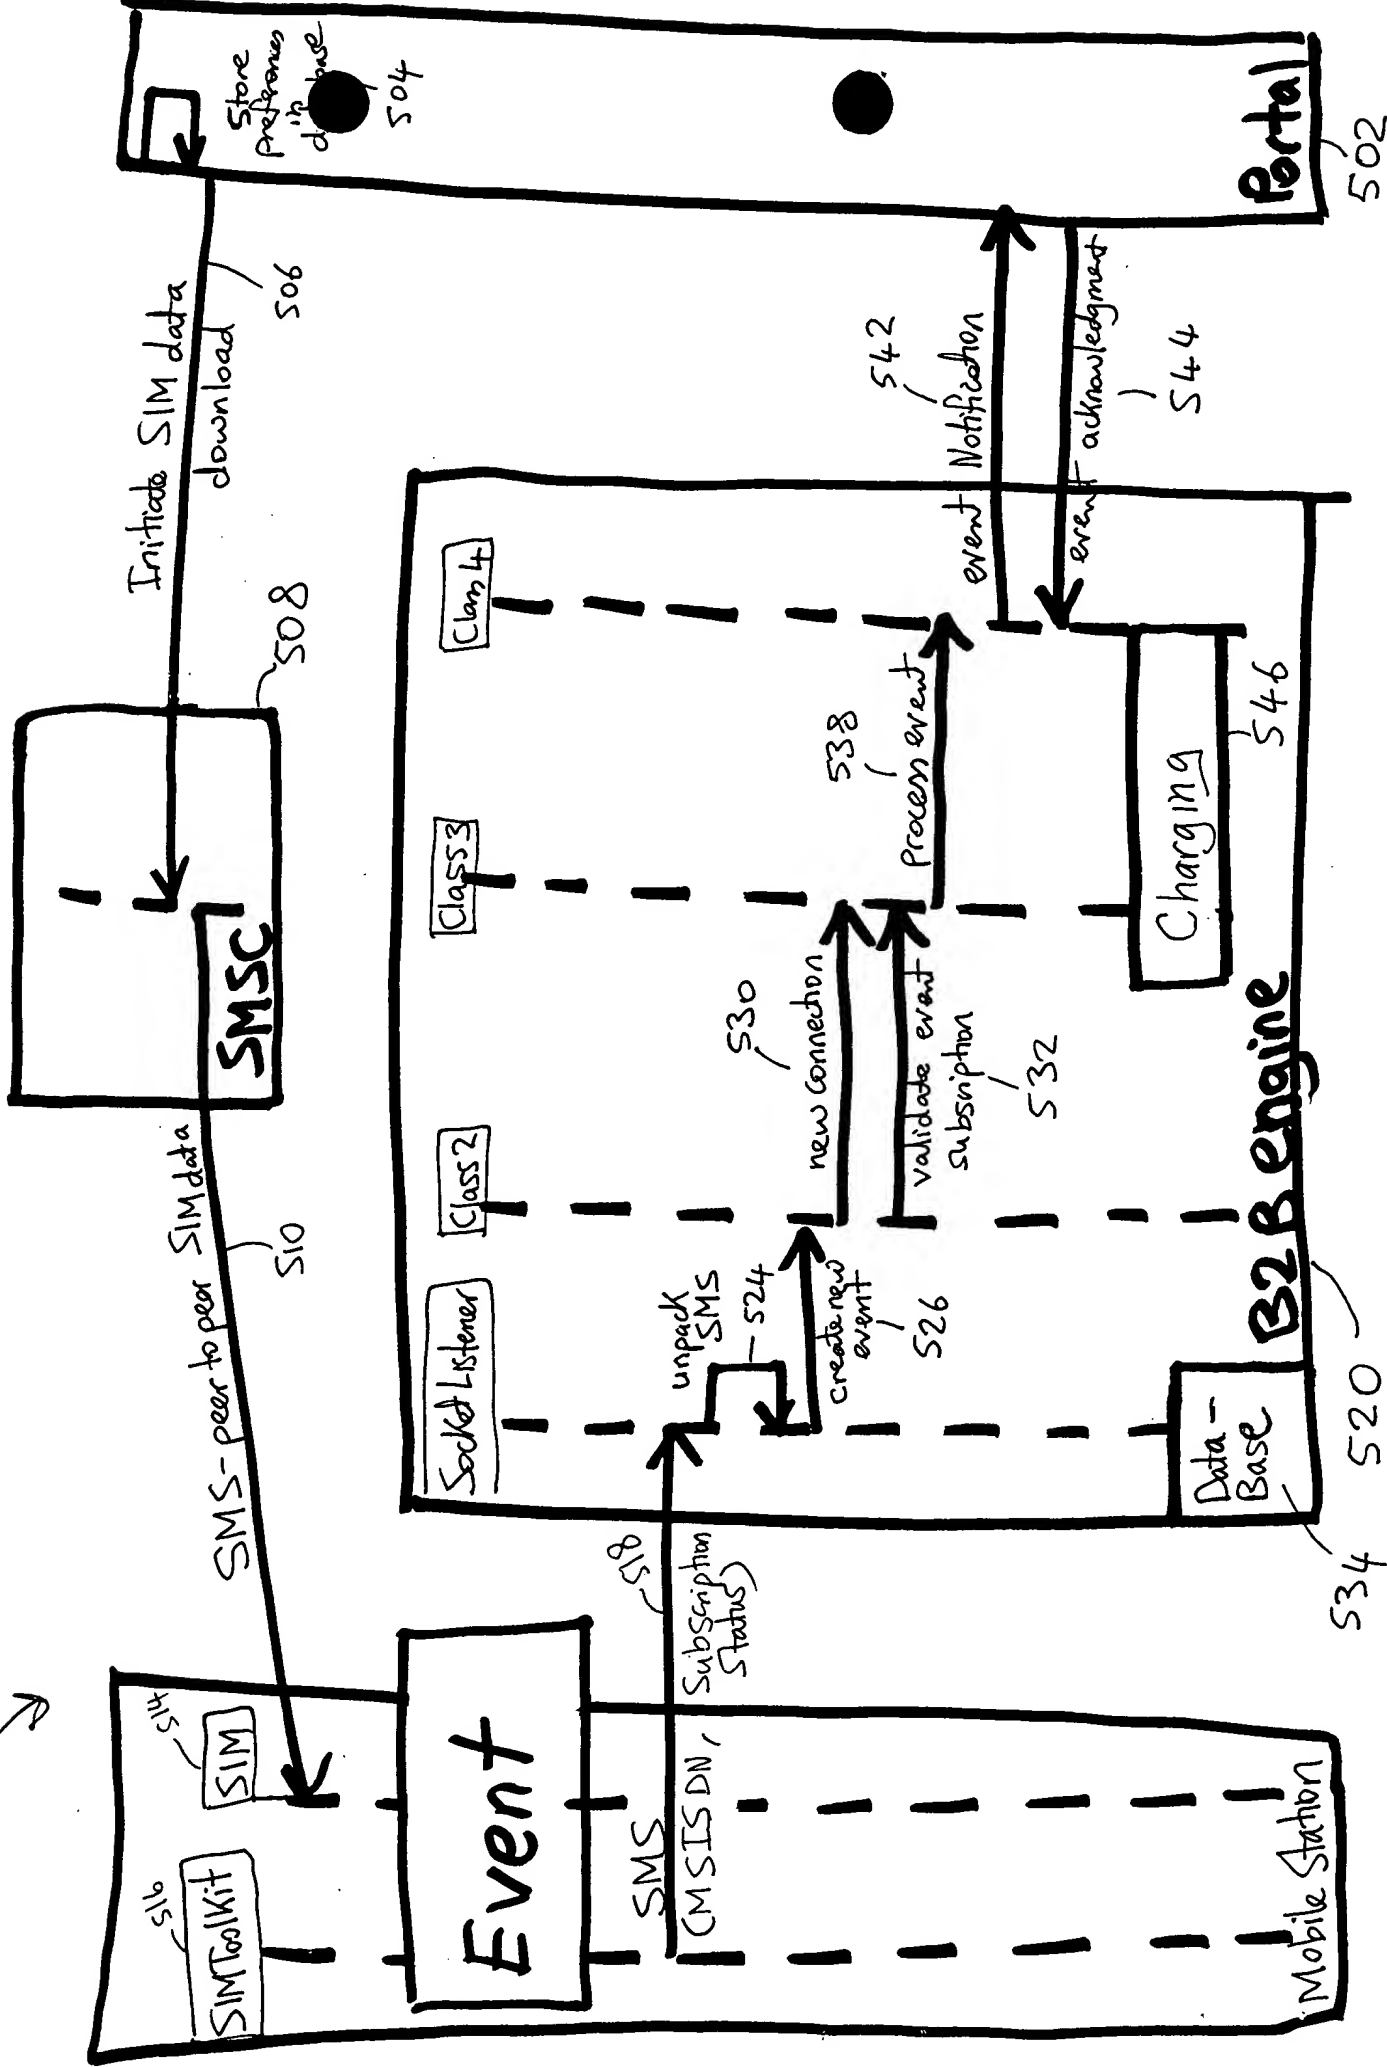 SIMToolKit
516
SIM
514
Event
SMS
(MSISDN,
Subscription
Status)
518
Mobile Station
SMS-peer to peer SIM data
510
SMSC
508
Initiate SIM data
download
506
Store
preferences
in
504
Portal
502
Socket Listener
Class 2
Class 3
Class 4
unpack
SMS
524
create new
event
526
530
new connection
validate event
subscription
532
538
Process event
542
event Notification
event acknowledgment
544
Charging
546
Data-
Base
534
B2B engine
520